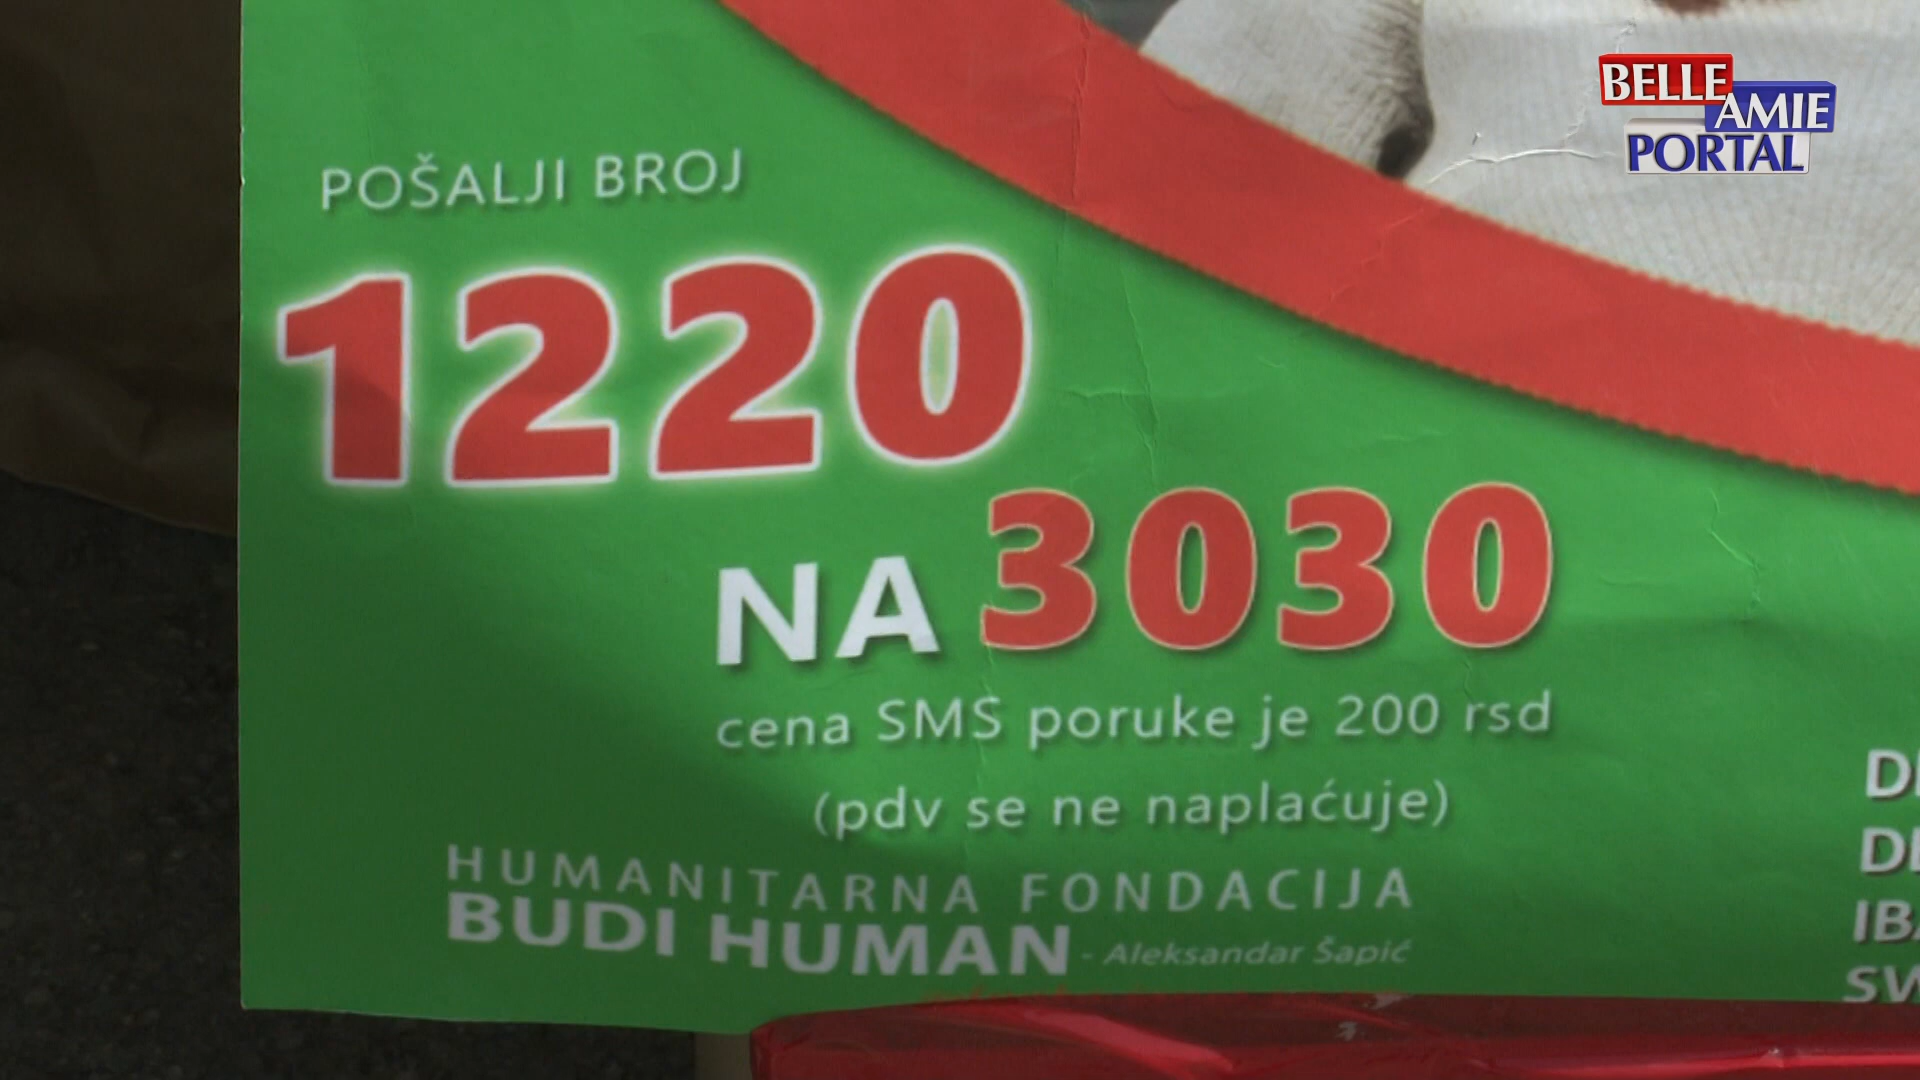 BELLE
AMIE
PORTAL
POŠALJI BROJ
1220
NA 3030
cena SMS poruke je 200 rsd
(pdv se ne naplaćuje)
HUMANITARNA FONDACIJA
BUDI HUMAN - Aleksandar Šapić